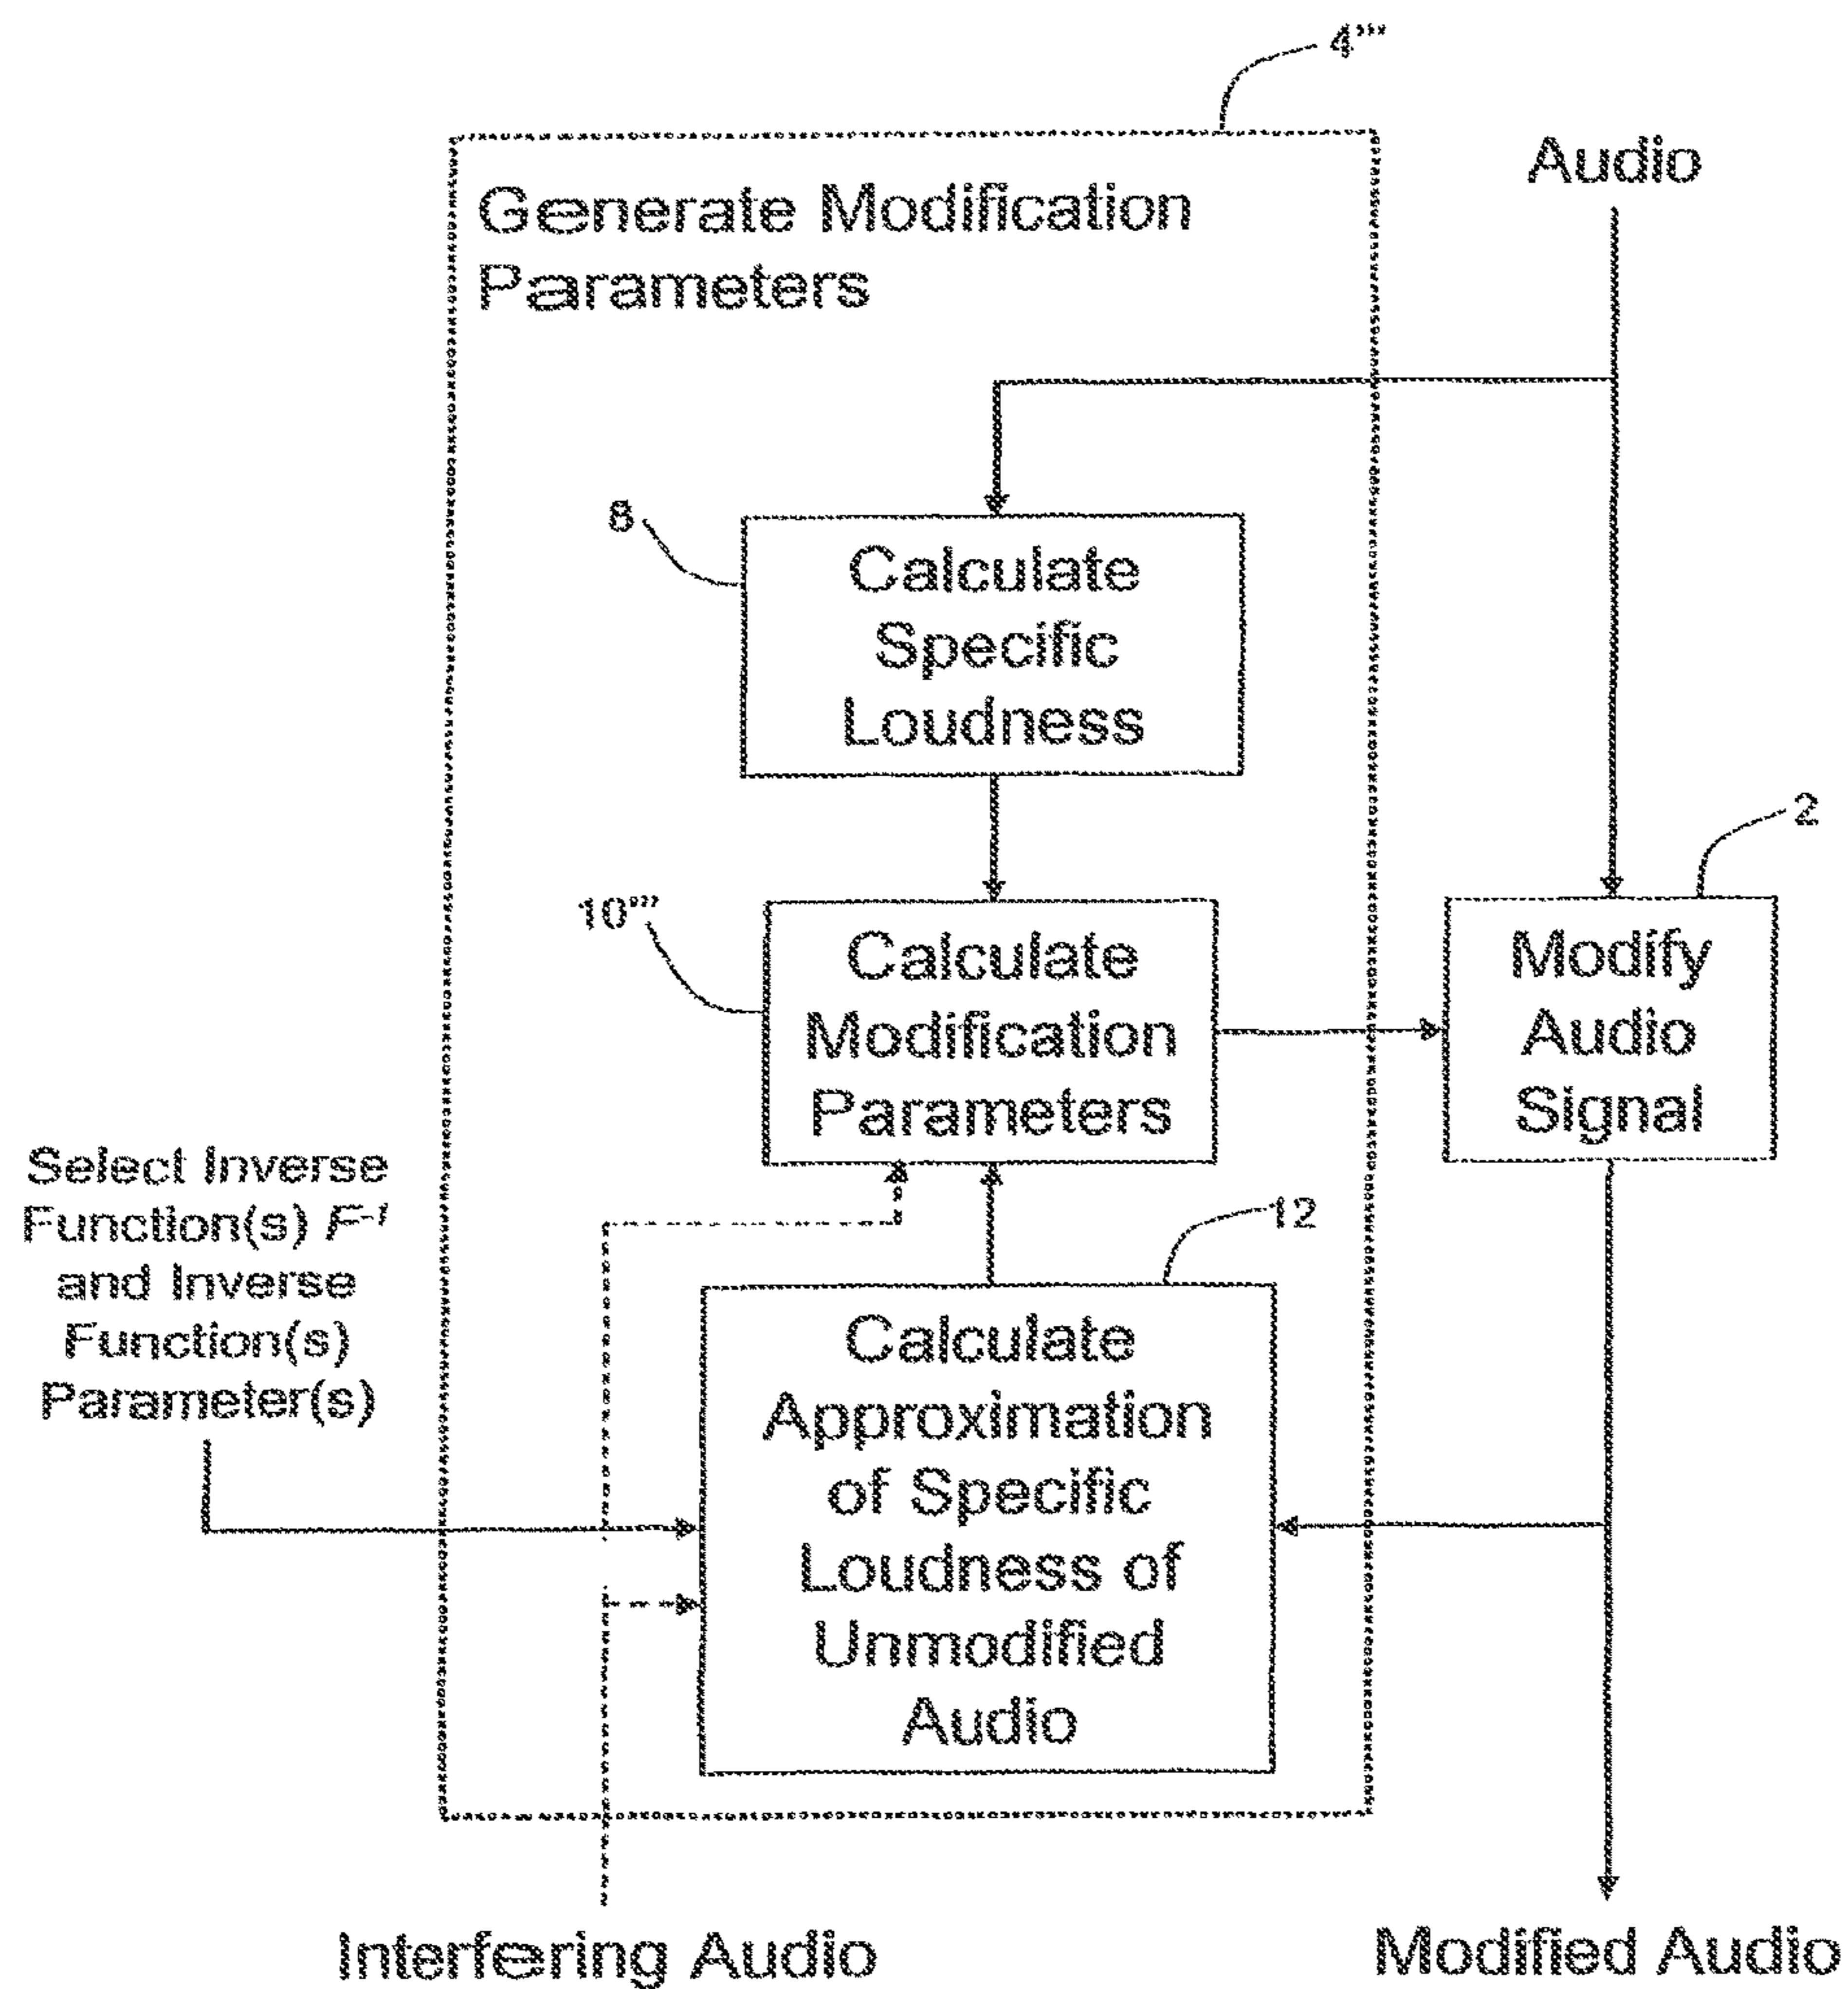 4'''
Audio
Generate Modification
Parameters
8
Calculate
Specific
Loudness
2
10'''
Calculate
Modification
Parameters
Modify
Audio
Signal
Select Inverse
Function(s) F-1
and Inverse
Function(s)
Parameter(s)
12
Calculate
Approximation
of Specific
Loudness of
Unmodified
Audio
Interfering Audio
Modified Audio